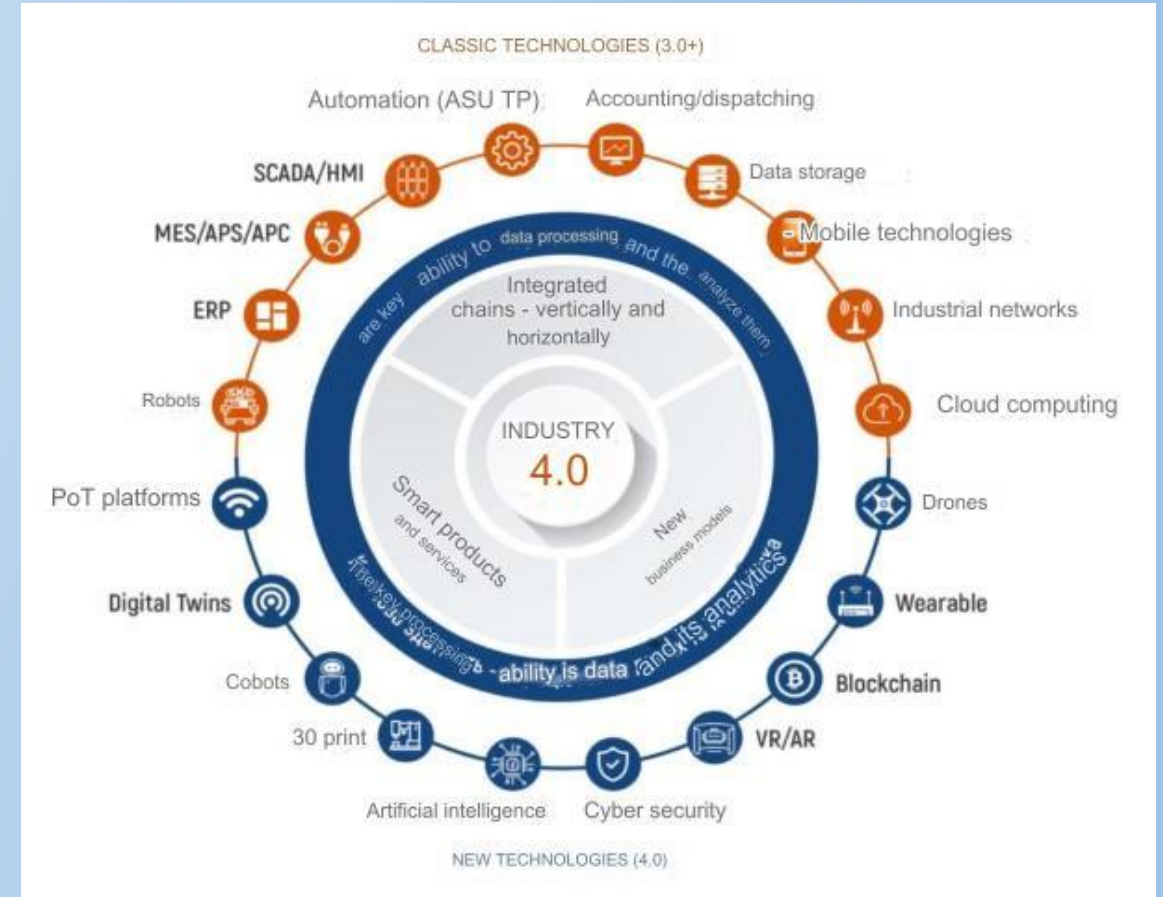 CLASSIC TECHNOLOGIES (3.0+)
Automation (ASU TP)
Accounting/dispatching
SCADA/HMI
Data storage
MES/APS/APC
- Mobile technologies
ERP
Industrial networks
Robots
Cloud computing
are key ability to data processing and the analyze them
Integrated
chains - vertically and
horizontally
INDUSTRY
4.0
Smart products
and services
New
business models
The key processing
- ability is data and its analytics
PoT platforms
Drones
Digital Twins
Wearable
Cobots
Blockchain
30 print
VR/AR
Artificial intelligence
Cyber security
NEW TECHNOLOGIES (4.0)